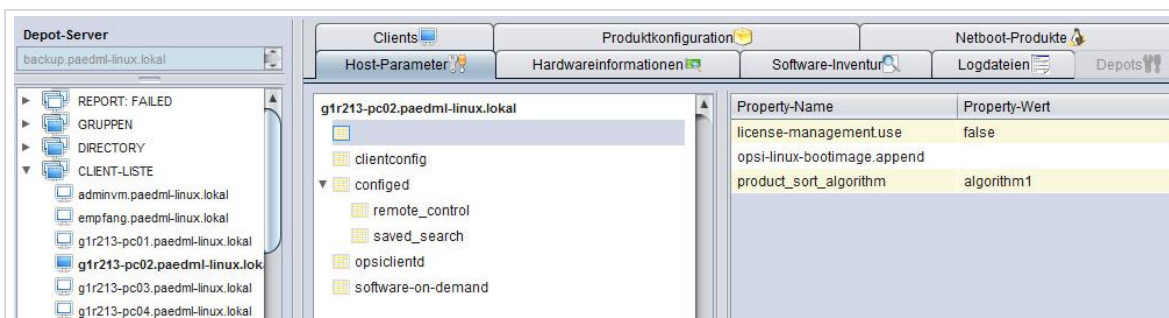 Depot-Server
backup.paedml-linux.lokal
REPORT: FAILED
GRUPPEN
DIRECTORY
CLIENT-LISTE
adminvm.paedml-linux.lokal
empfang.paedml-linux.lokal
g1r213-pc01.paedml-linux.lokal
g1r213-pc02.paedml-linux.lok
g1r213-pc03.paedml-linux.lokal
g1r213-pc04.paedml-linux.lokal
Clients
Produktkonfiguration
Netboot-Produkte
Host-Parameter
Hardwareinformationen
Software-Inventur
Logdateien
Depots
g1r213-pc02.paedml-linux.lokal
clientconfig
configed
remote_control
saved_search
opsiclientd
software-on-demand
Property-Name Property-Wert
license-management.use false
opsi-linux-bootimage.append
product_sort_algorithm algorithm1